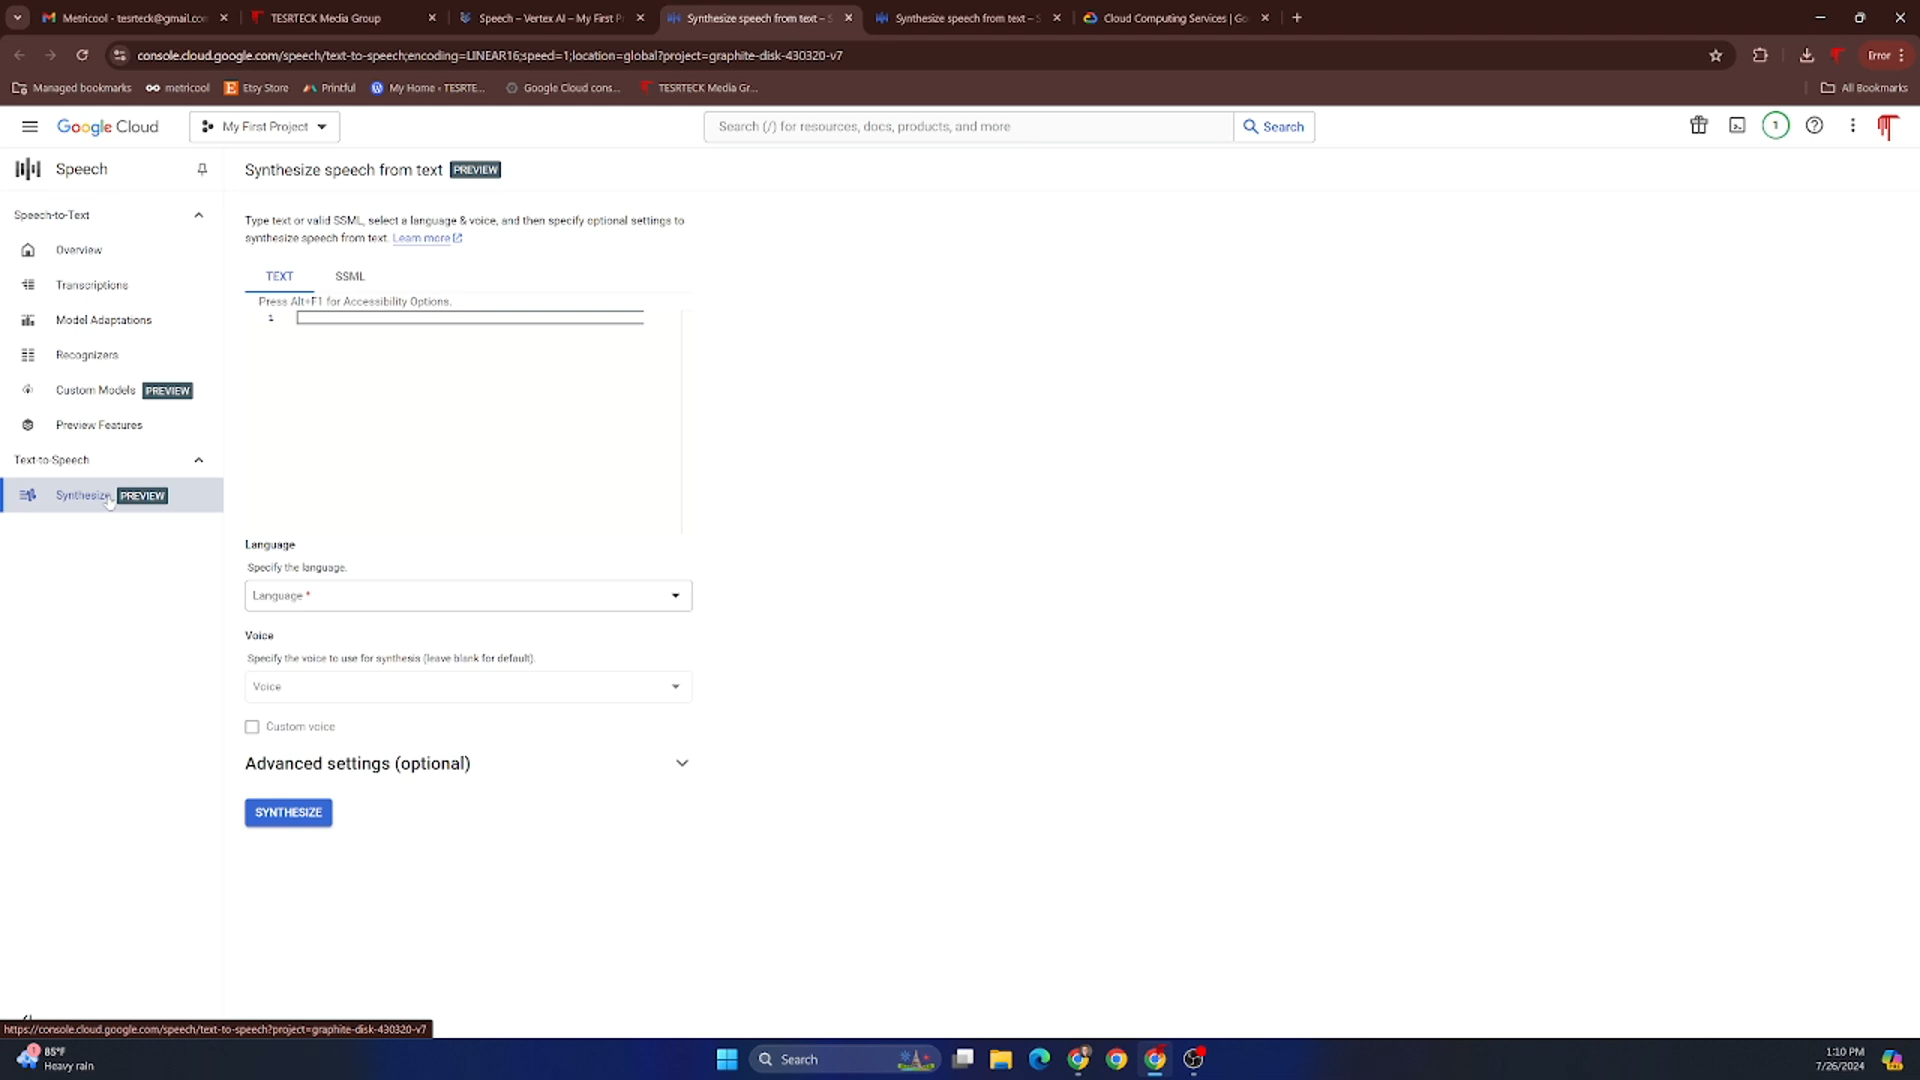 Metricool - tesrteck@gmail.co
TESRTECK Media Group
Speech – Vertex AI – My First P
Synthesize speech from text – S
Synthesize speech from text – S
Cloud Computing Services | Go
console.cloud.google.com/speech/text-to-speech;encoding=LINEAR16;speed=1;location=global?project=graphite-disk-430320-v7
Error
Managed bookmarks
metricool
Etsy Store
Printful
My Home ‹ TESRTE...
Google Cloud cons...
TESRTECK Media Gr...
All Bookmarks
Google Cloud
My First Project
Search (/) for resources, docs, products, and more
Search
1
Speech
Synthesize speech from text PREVIEW
Type text or valid SSML, select a language & voice, and then specify optional settings to
synthesize speech from text. Learn more
Speech-to-Text
Overview
Transcriptions
Model Adaptations
Recognizers
Custom Models PREVIEW
Preview Features
Text-to-Speech
Synthesize PREVIEW
TEXT
SSML
Press Alt+F1 for Accessibility Options.
1
Language
Specify the language.
Language *
Voice
Specify the voice to use for synthesis (leave blank for default).
Voice
Custom voice
Advanced settings (optional)
SYNTHESIZE
https://console.cloud.google.com/speech/text-to-speech?project=graphite-disk-430320-v7
1
85°F
Heavy rain
Search
1:10 PM
7/26/2024